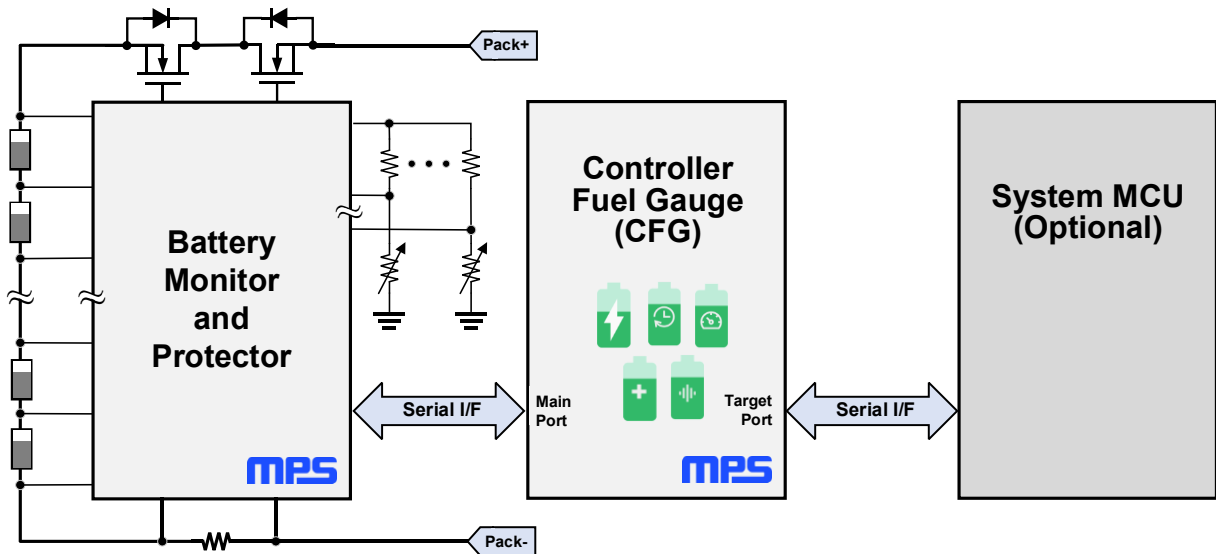 Pack+
Battery
Monitor
and
Protector
MPS
Controller
Fuel Gauge
(CFG)
Main
Port
Target
Port
MPS
System MCU
(Optional)
Serial I/F
Serial I/F
Pack-